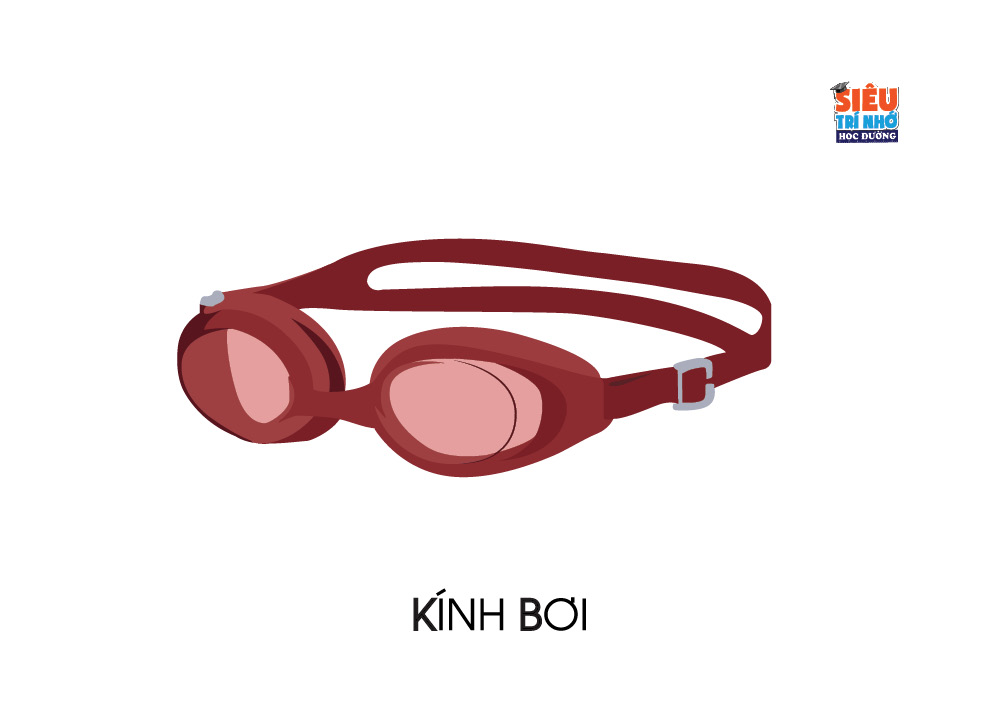 SIÊU
TRÍ NHỚ
HỌC ĐƯỜNG
KÍNH BƠI